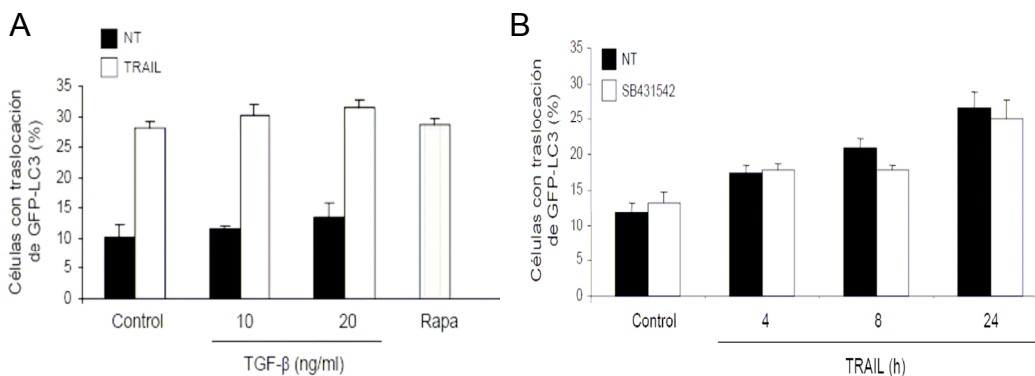 A
NT
TRAIL
Células con traslocación
de GFP-LC3 (%)
35
30
25
20
15
10
5
0
Control
10
20
Rapa
TGF-β (ng/ml)
B
NT
SB431542
Células con traslocación
de GFP-LC3 (%)
35
30
25
20
15
10
5
0
Control
4
8
24
TRAIL (h)